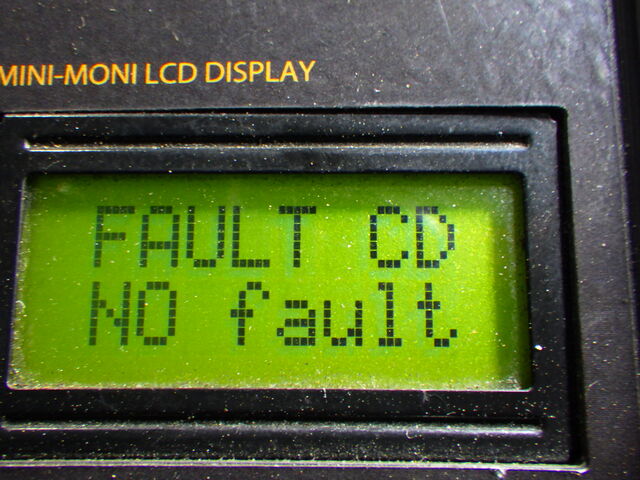 MINI-MONI LCD DISPLAY
FAULT CD
NO fault